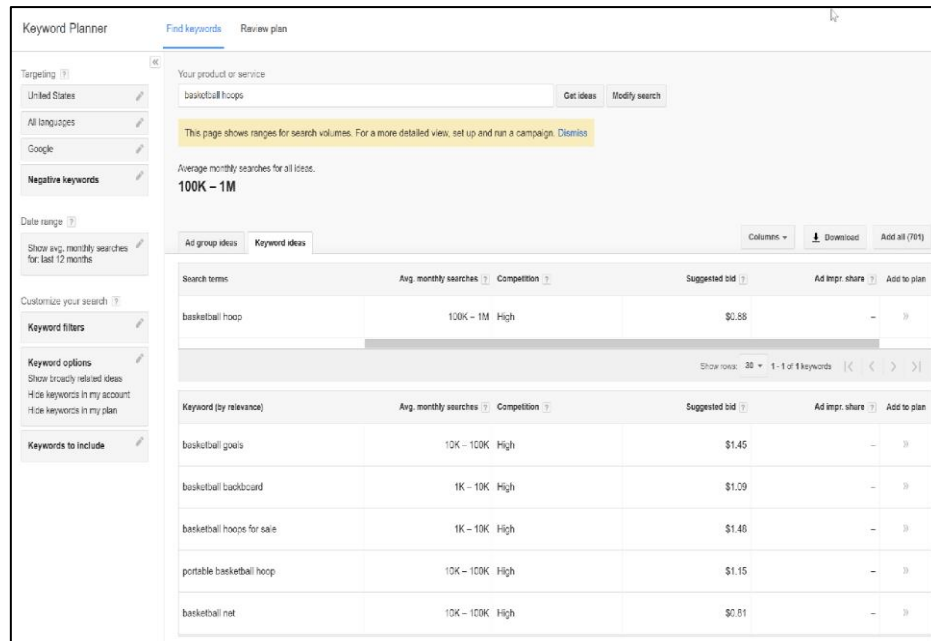 Keyword Planner
Find keywords Review plan
Targeting ?
United States
All languages
Google
Negative keywords
Date range ?
Show avg. monthly searches
for: last 12 months
Customize your search ?
Keyword filters
Keyword options
Show broadly related ideas
Hide keywords in my account
Hide keywords in my plan
Keywords to include
Your product or service
basketball hoops Get ideas Modify search
This page shows ranges for search volumes. For a more detailed view, set up and run a campaign. Dismiss
Average monthly searches for all ideas.
100K – 1M
Ad group ideas Keyword ideas Columns Download Add all (701)
Search terms Avg. monthly searches ? Competition ? Suggested bid ? Ad impr. share ? Add to plan
basketball hoop 100K – 1M High $0.88 – »
Show rows: 30 1 - 1 of 1 keywords |< < > >|
Keyword (by relevance) Avg. monthly searches ? Competition ? Suggested bid ? Ad impr. share ? Add to plan
basketball goals 10K – 100K High $1.45 – »
basketball backboard 1K – 10K High $1.09 – »
basketball hoops for sale 1K – 10K High $1.48 – »
portable basketball hoop 10K – 100K High $1.15 – »
basketball net 10K – 100K High $0.81 – »